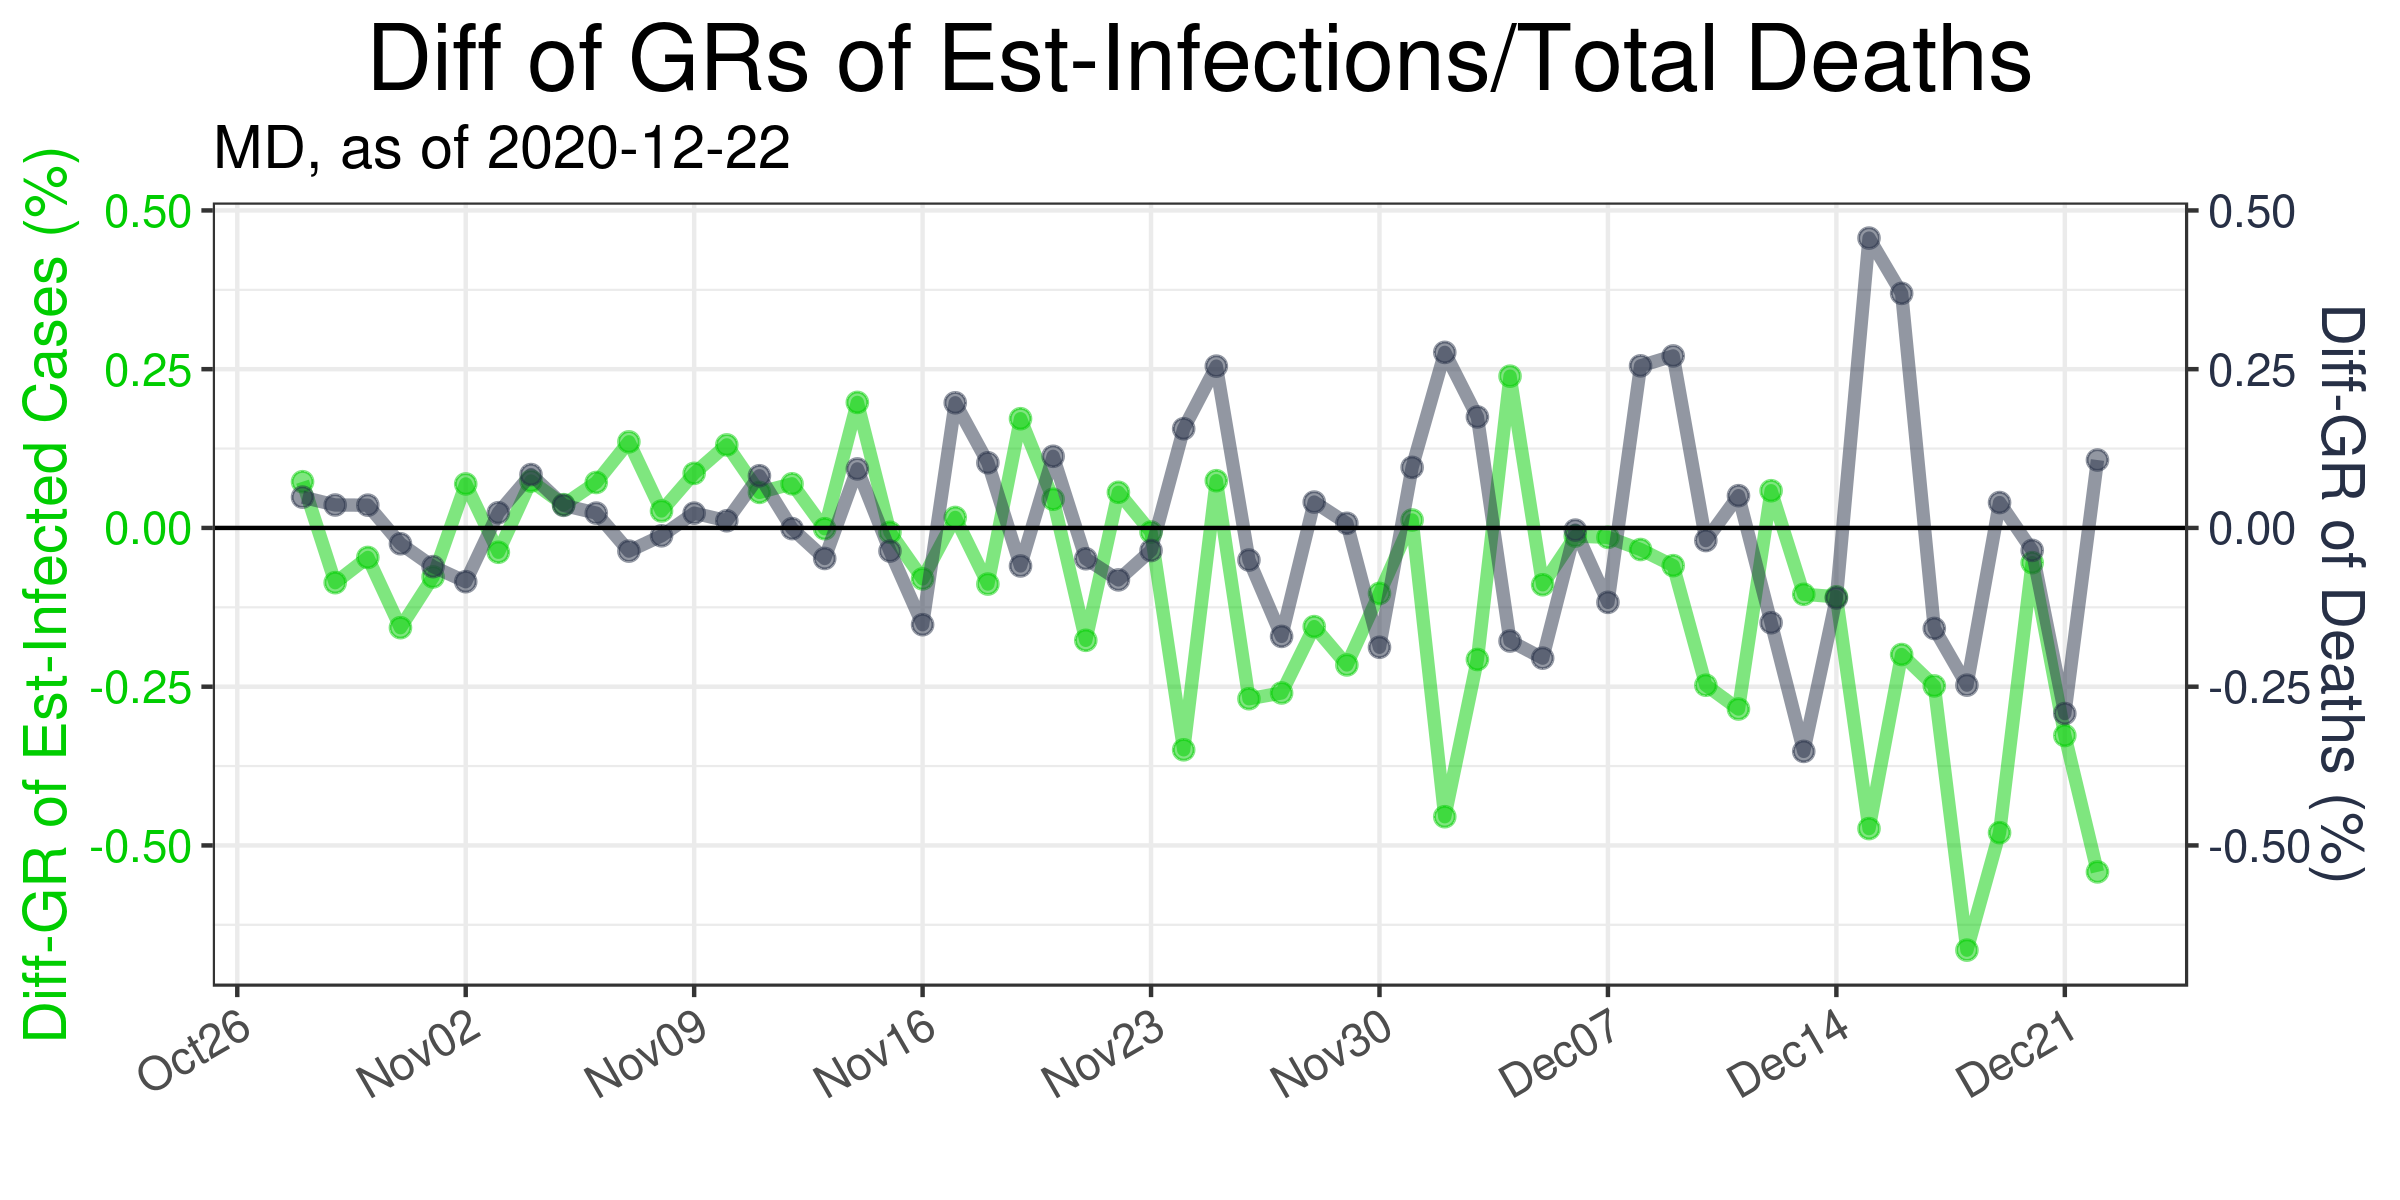 Diff of GRs of Est-Infections/Total Deaths
MD, as of 2020-12-22
Diff-GR of Est-Infected Cases (%)
0.50
0.25
0.00
-0.25
-0.50
0.50
0.25
0.00
-0.25
-0.50
Diff-GR of Deaths (%)
Oct26
Nov02
Nov09
Nov16
Nov23
Nov30
Dec07
Dec14
Dec21